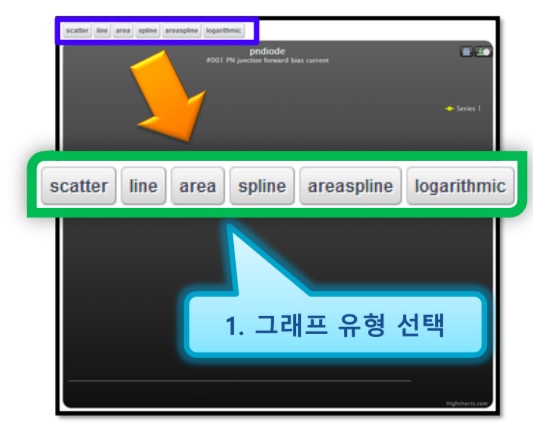 scatter line area spline areaspline logarithmic
pndiode
#001 PN junction forward bias current
Series 1
scatter line area spline areaspline logarithmic
1. 그래프 유형 선택
Highcharts.com